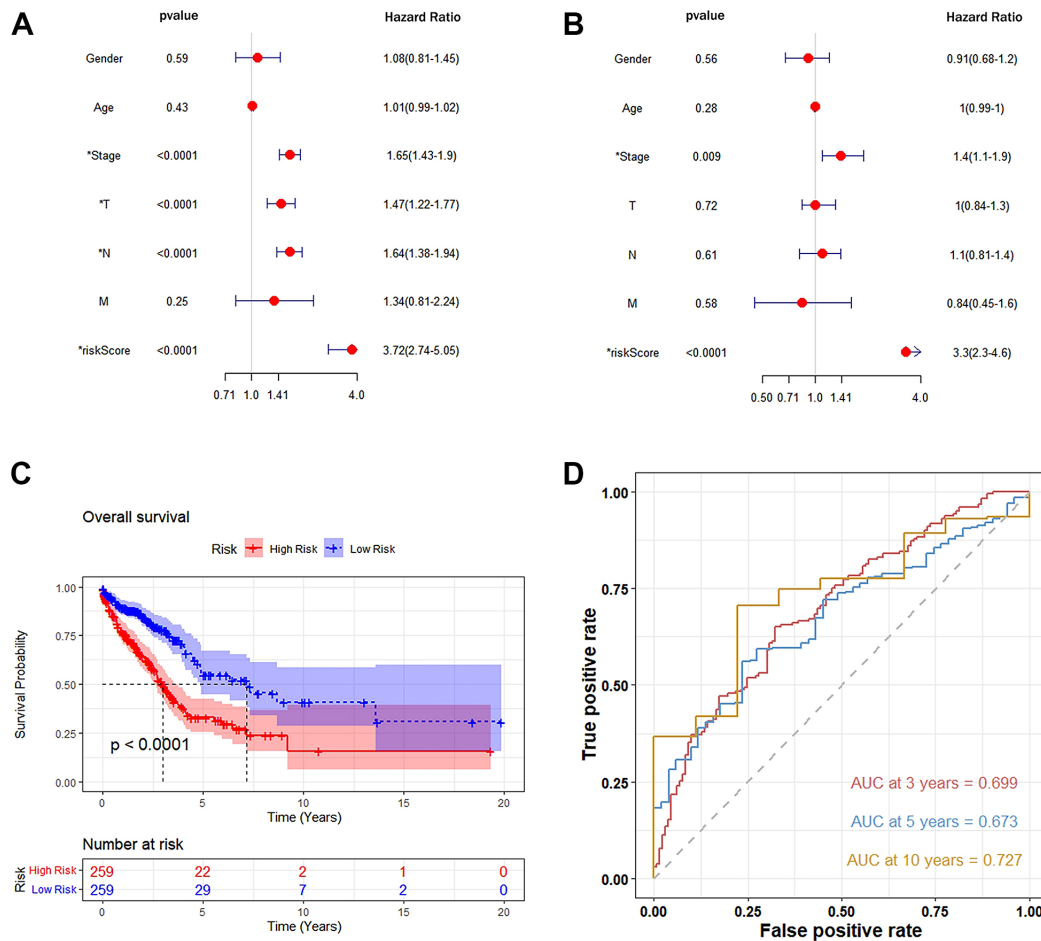 A
pvalue Hazard Ratio
Gender 0.59 1.08(0.81-1.45)
Age 0.43 1.01(0.99-1.02)
*Stage <0.0001 1.65(1.43-1.9)
*T <0.0001 1.47(1.22-1.77)
*N <0.0001 1.64(1.38-1.94)
M 0.25 1.34(0.81-2.24)
*riskScore <0.0001 3.72(2.74-5.05)
0.71 1.0 1.41 4.0
B
pvalue Hazard Ratio
Gender 0.56 0.91(0.68-1.2)
Age 0.28 1(0.99-1)
*Stage 0.009 1.4(1.1-1.9)
T 0.72 1(0.84-1.3)
N 0.61 1.1(0.81-1.4)
M 0.58 0.84(0.45-1.6)
*riskScore <0.0001 3.3(2.3-4.6)
0.50 0.71 1.0 1.41 4.0
C
Overall survival
Risk High Risk Low Risk
Survival Probability
1.00
0.75
0.50
0.25
0.00
p < 0.0001
0 5 10 15 20
Time (Years)
Number at risk
Risk
High Risk 259 22 2 1 0
Low Risk 259 29 7 2 0
0 5 10 15 20
Time (Years)
D
True positive rate
1.00
0.75
0.50
0.25
0.00
AUC at 3 years = 0.699
AUC at 5 years = 0.673
AUC at 10 years = 0.727
0.00 0.25 0.50 0.75 1.00
False positive rate